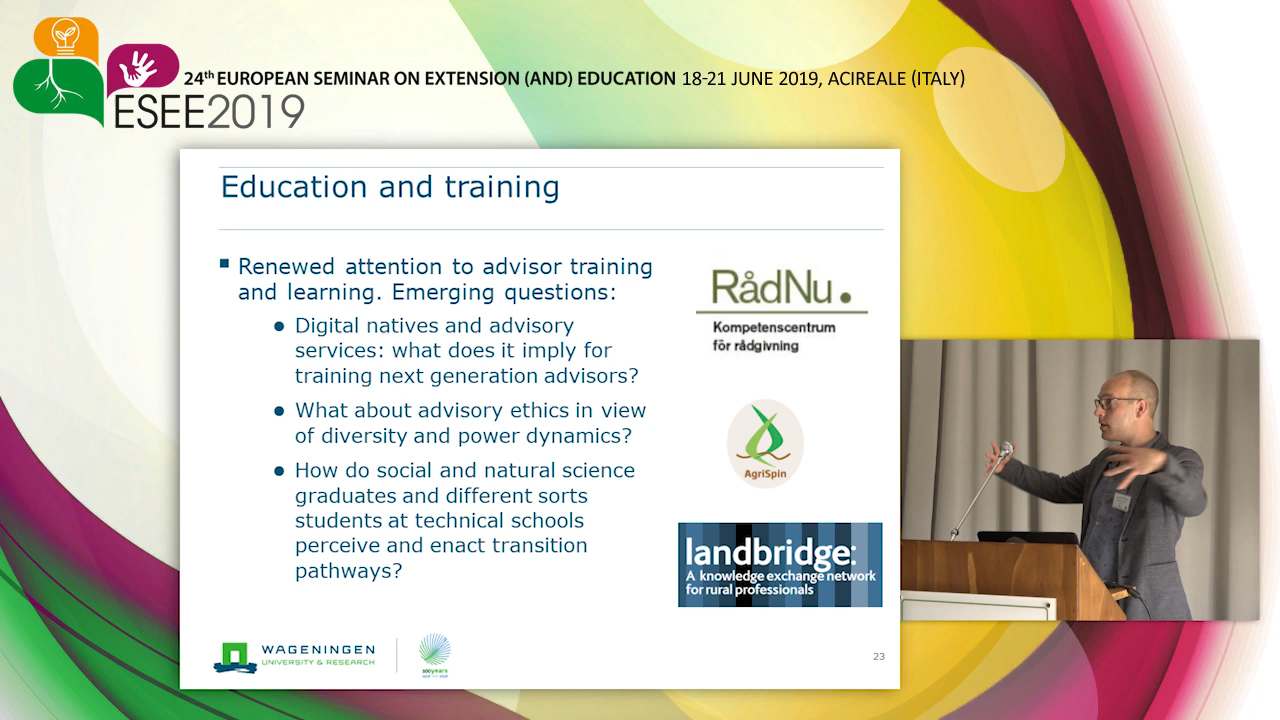 24th EUROPEAN SEMINAR ON EXTENSION (AND) EDUCATION 18-21 JUNE 2019, ACIREALE (ITALY)
ESEE2019
Education and training
Renewed attention to advisor training
and learning. Emerging questions:
Digital natives and advisory
services: what does it imply for
training next generation advisors?
What about advisory ethics in view
of diversity and power dynamics?
How do social and natural science
graduates and different sorts
students at technical schools
perceive and enact transition
pathways?
RådNu.
Kompetenscentrum
för rådgivning
AgriSpin
landbridge:
A knowledge exchange network
for rural professionals
WAGENINGEN
UNIVERSITY & RESEARCH
100years
23